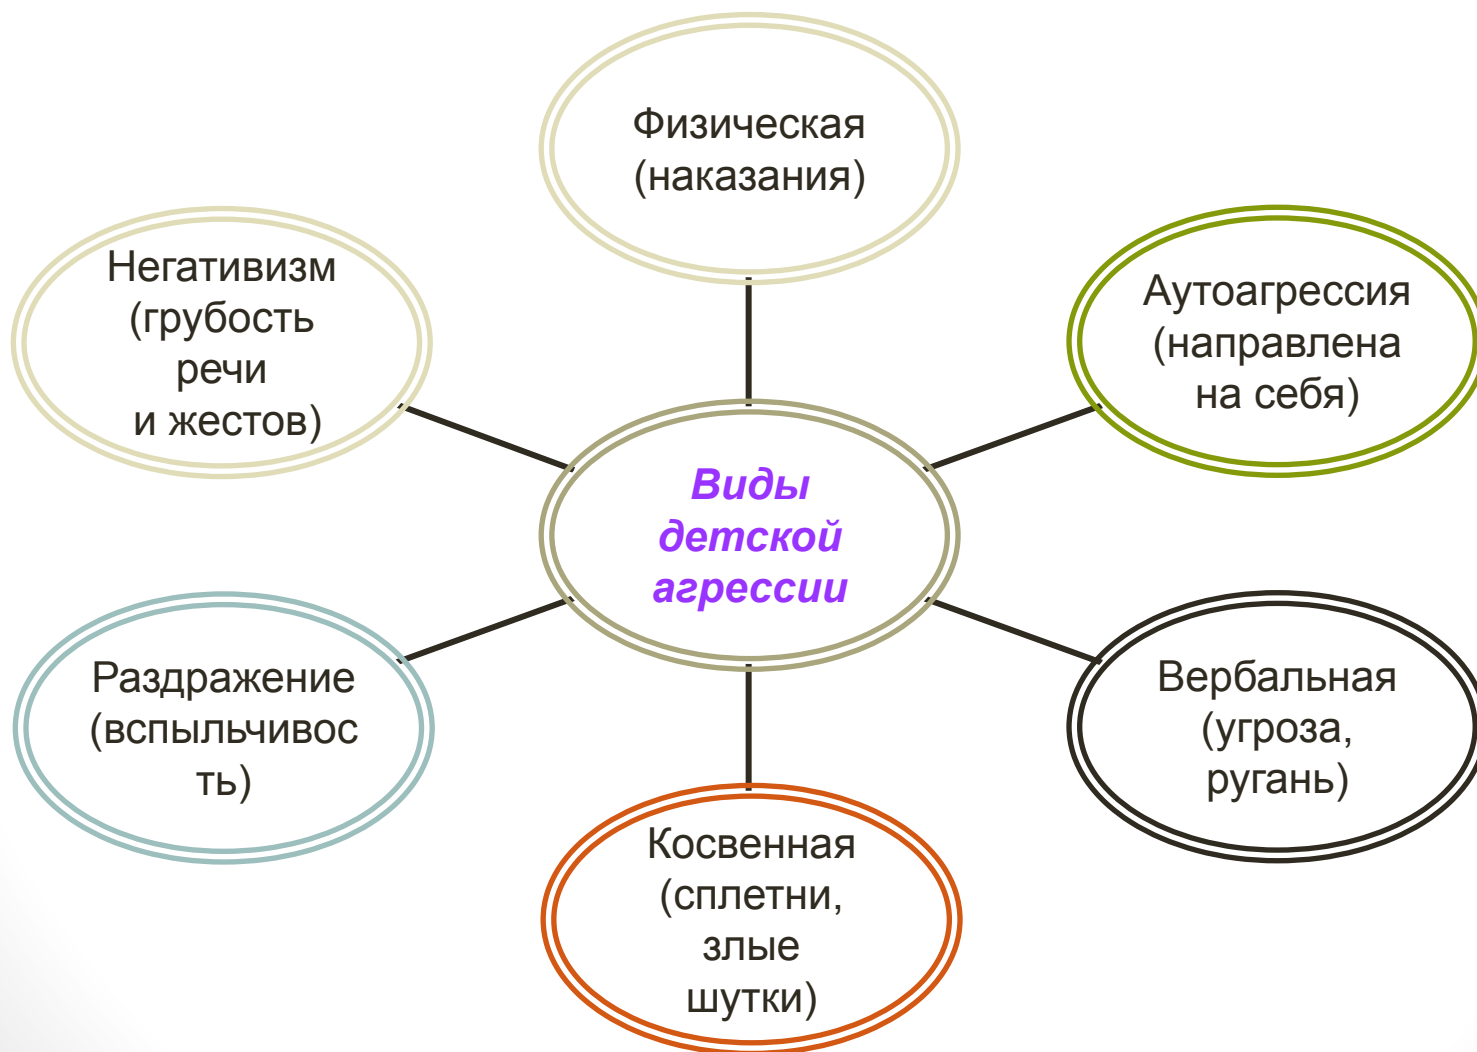 Физическая
(наказания)
Негативизм
(грубость
речи
и жестов)
Аутоагрессия
(направлена
на себя)
Виды
детской
агрессии
Раздражение
(вспыльчивос
ть)
Вербальная
(угроза,
ругань)
Косвенная
(сплетни,
злые
шутки)